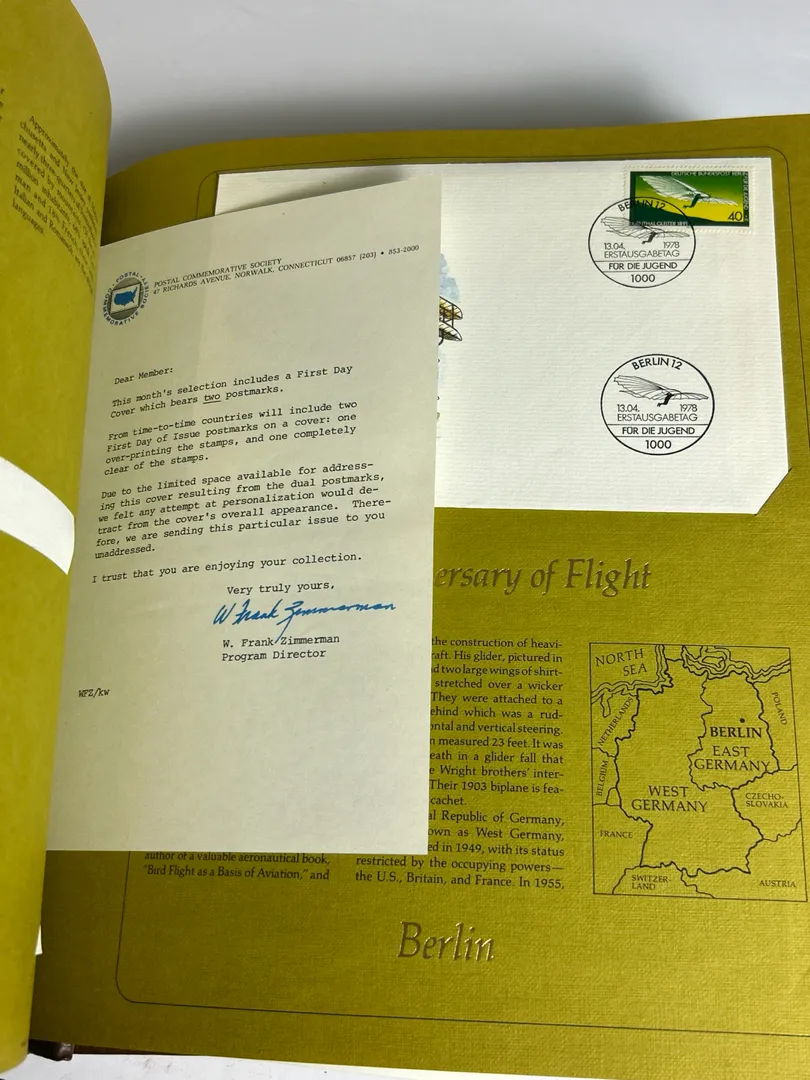 Approximately
POSTAL COMMEMORATIVE SOCIETY
47 RICHARDS AVENUE, NORWALK, CONNECTICUT 06857 (203) • 853-2000
POSTAL
COMMEMORATIVE SOCIETY
Dear Member:
This month's selection includes a First Day
Cover which bears two postmarks.
From time-to-time countries will include two
First Day of Issue postmarks on a cover: one
over-printing the stamps, and one completely
clear of the stamps.
Due to the limited space available for address-
ing this cover resulting from the dual postmarks,
we felt any attempt at personalization would de-
tract from the cover's overall appearance. There-
fore, we are sending this particular issue to you
unaddressed.
I trust that you are enjoying your collection.
Very truly yours,
W Frank Zimmerman
W. Frank Zimmerman
Program Director
WFZ/kw
DEUTSCHE BUNDESPOST BERLIN
40
BERLIN 12
13.04. 1978
ERSTAUSGABETAG
FÜR DIE JUGEND
1000
BERLIN 12
13.04. 1978
ERSTAUSGABETAG
FÜR DIE JUGEND
1000
ersary of Flight
the construction of heavi-
raft. His glider, pictured in
d two large wings of shirt-
stretched over a wicker
They were attached to a
ehind which was a rud-
ontal and vertical steering.
n measured 23 feet. It was
eath in a glider fall that
e Wright brothers' inter-
Their 1903 biplane is fea-
cachet.
al Republic of Germany,
own as West Germany,
ed in 1949, with its status
author of a valuable aeronautical book,
"Bird Flight as a Basis of Aviation," and
restricted by the occupying powers—
the U.S., Britain, and France. In 1955,
NORTH
SEA
NETHERLANDS
POLAND
BERLIN
EAST
GERMANY
BELGIUM
WEST
GERMANY
CZECHO-
SLOVAKIA
FRANCE
SWITZER-
LAND
AUSTRIA
Berlin